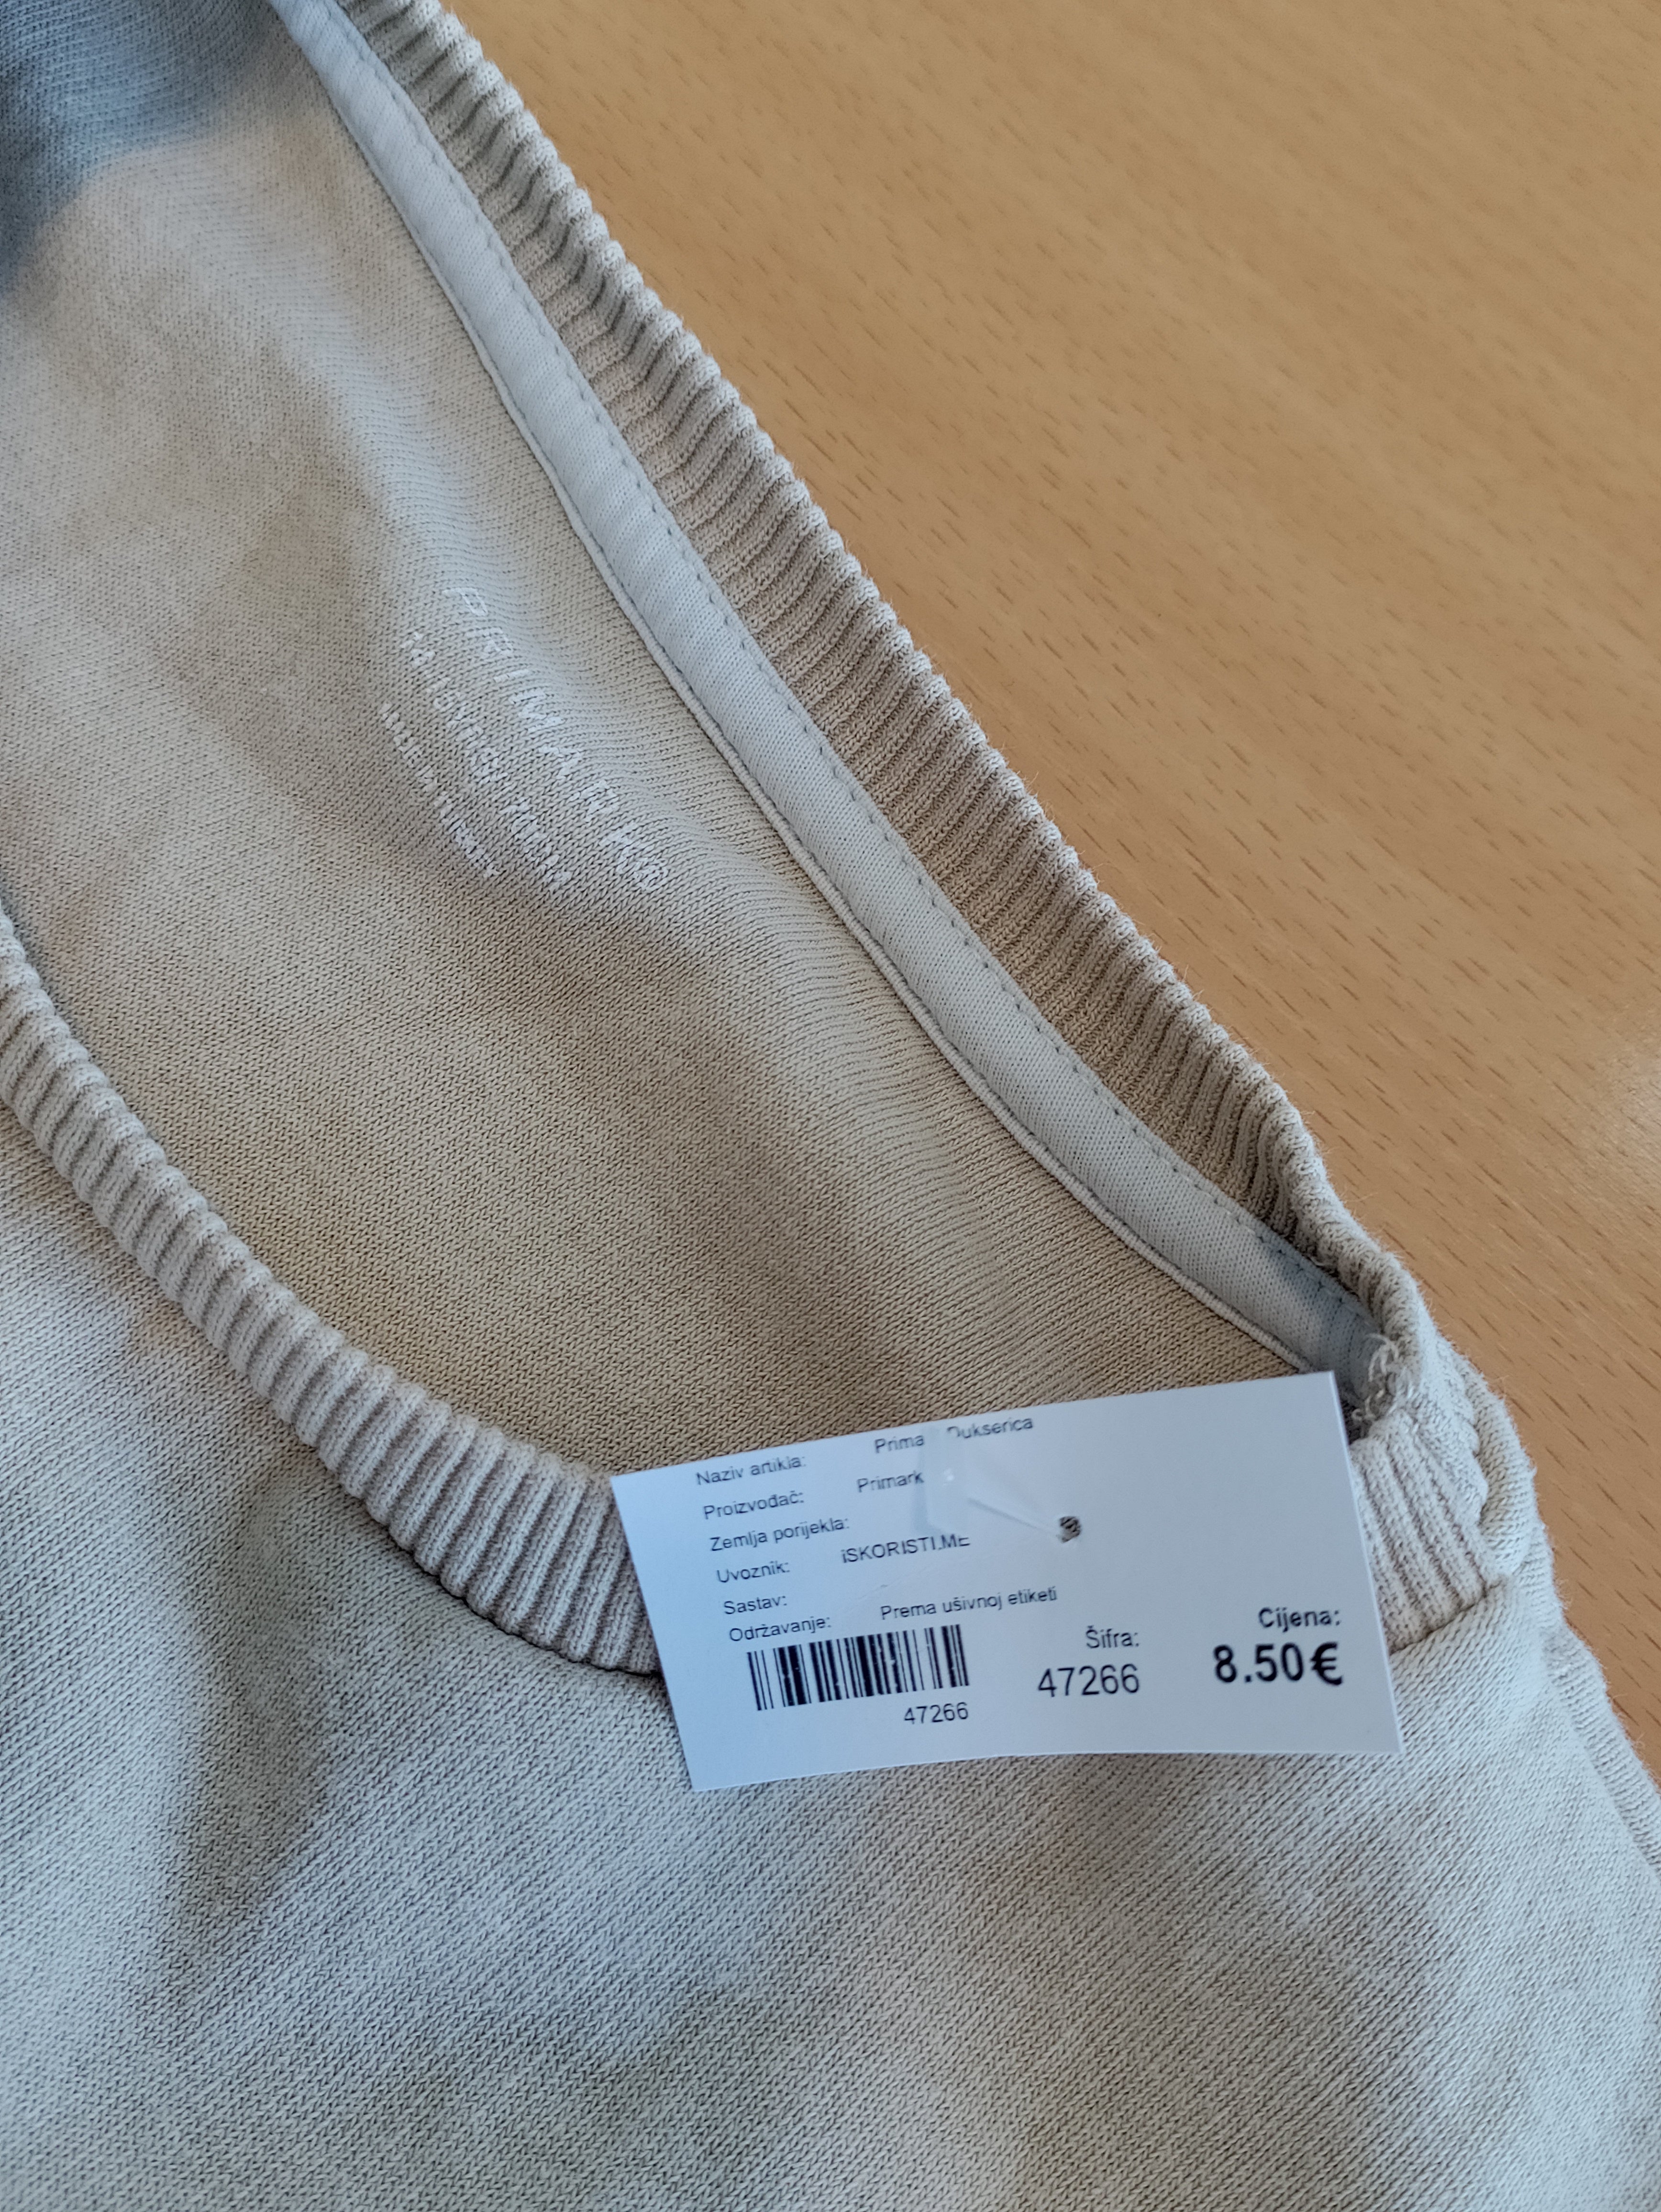 PRIMARK®
Naziv artikla: Prima Dukserica
Proizvođač: Primark
Zemlja porijekla:
Uvoznik: iSKORISTI.ME
Sastav:
Održavanje: Prema ušivnoj etiketi
47266
Šifra:
47266
Cijena:
8.50€